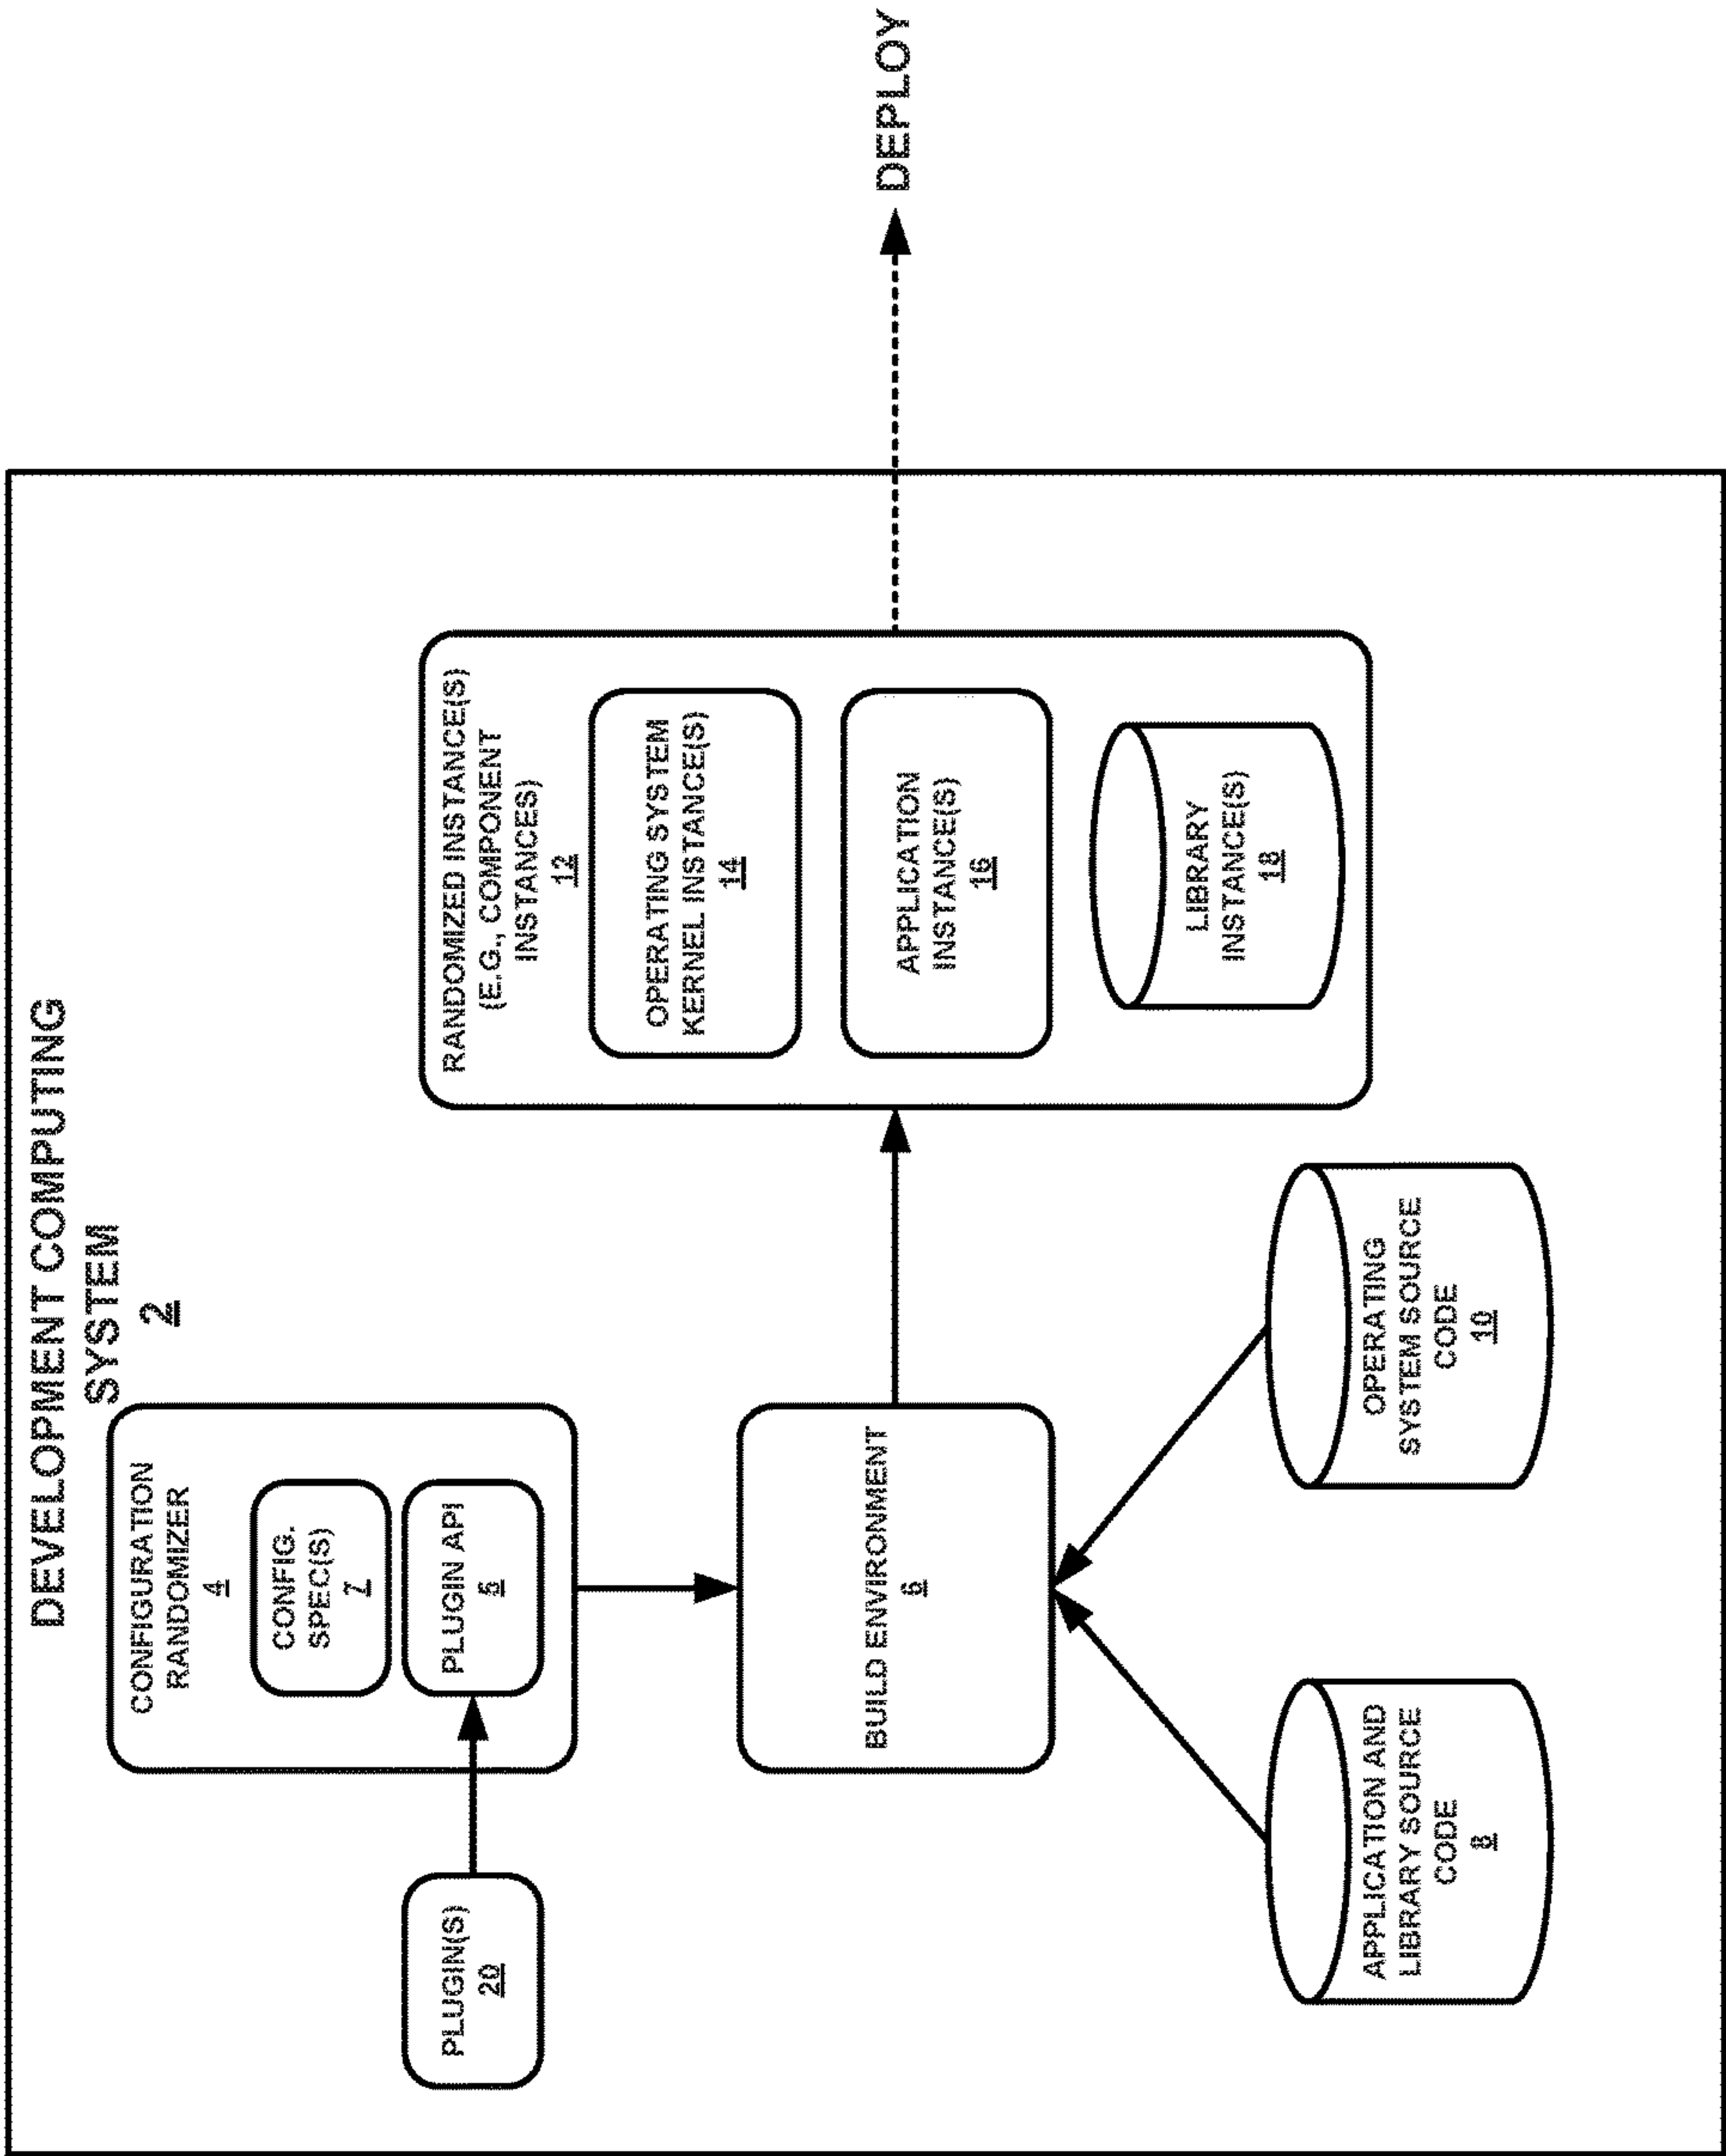 DEVELOPMENT COMPUTING
SYSTEM
2
CONFIGURATION
RANDOMIZER
4
CONFIG.
SPEC(S)
7
PLUGIN API
5
PLUGIN(S)
20
BUILD ENVIRONMENT
6
APPLICATION AND
LIBRARY SOURCE
CODE
8
OPERATING
SYSTEM SOURCE
CODE
10
RANDOMIZED INSTANCE(S)
(E.G., COMPONENT
INSTANCES)
12
OPERATING SYSTEM
KERNEL INSTANCE(S)
14
APPLICATION
INSTANCE(S)
16
LIBRARY
INSTANCE(S)
18
DEPLOY